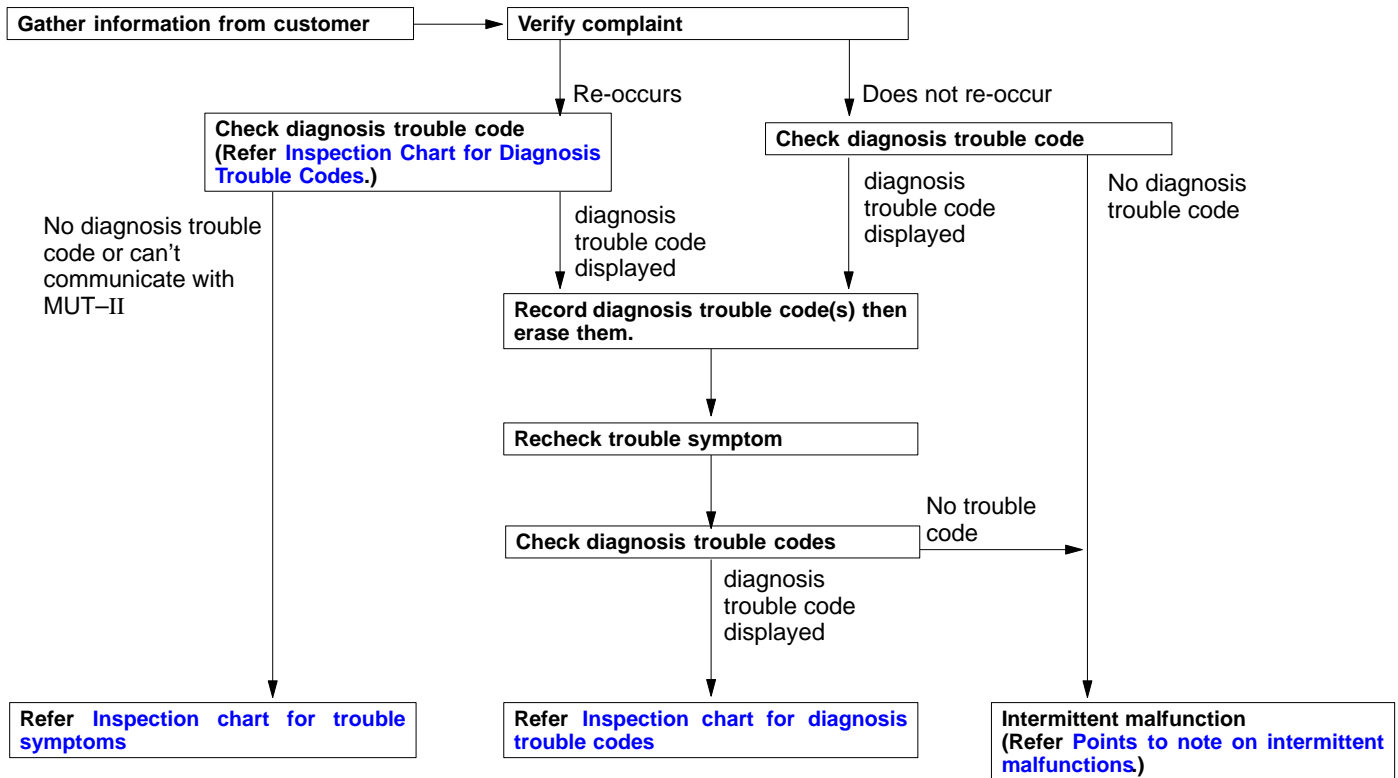 Gather information from customer
Verify complaint
Re-occurs
Does not re-occur
Check diagnosis trouble code
(Refer Inspection Chart for Diagnosis
Trouble Codes.)
Check diagnosis trouble code
No diagnosis trouble
code or can't
communicate with
MUT–II
diagnosis
trouble code
displayed
diagnosis
trouble code
displayed
No diagnosis
trouble code
Record diagnosis trouble code(s) then
erase them.
Recheck trouble symptom
Check diagnosis trouble codes
No trouble
code
diagnosis
trouble code
displayed
Refer Inspection chart for trouble
symptoms
Refer Inspection chart for diagnosis
trouble codes
Intermittent malfunction
(Refer Points to note on intermittent
malfunctions.)